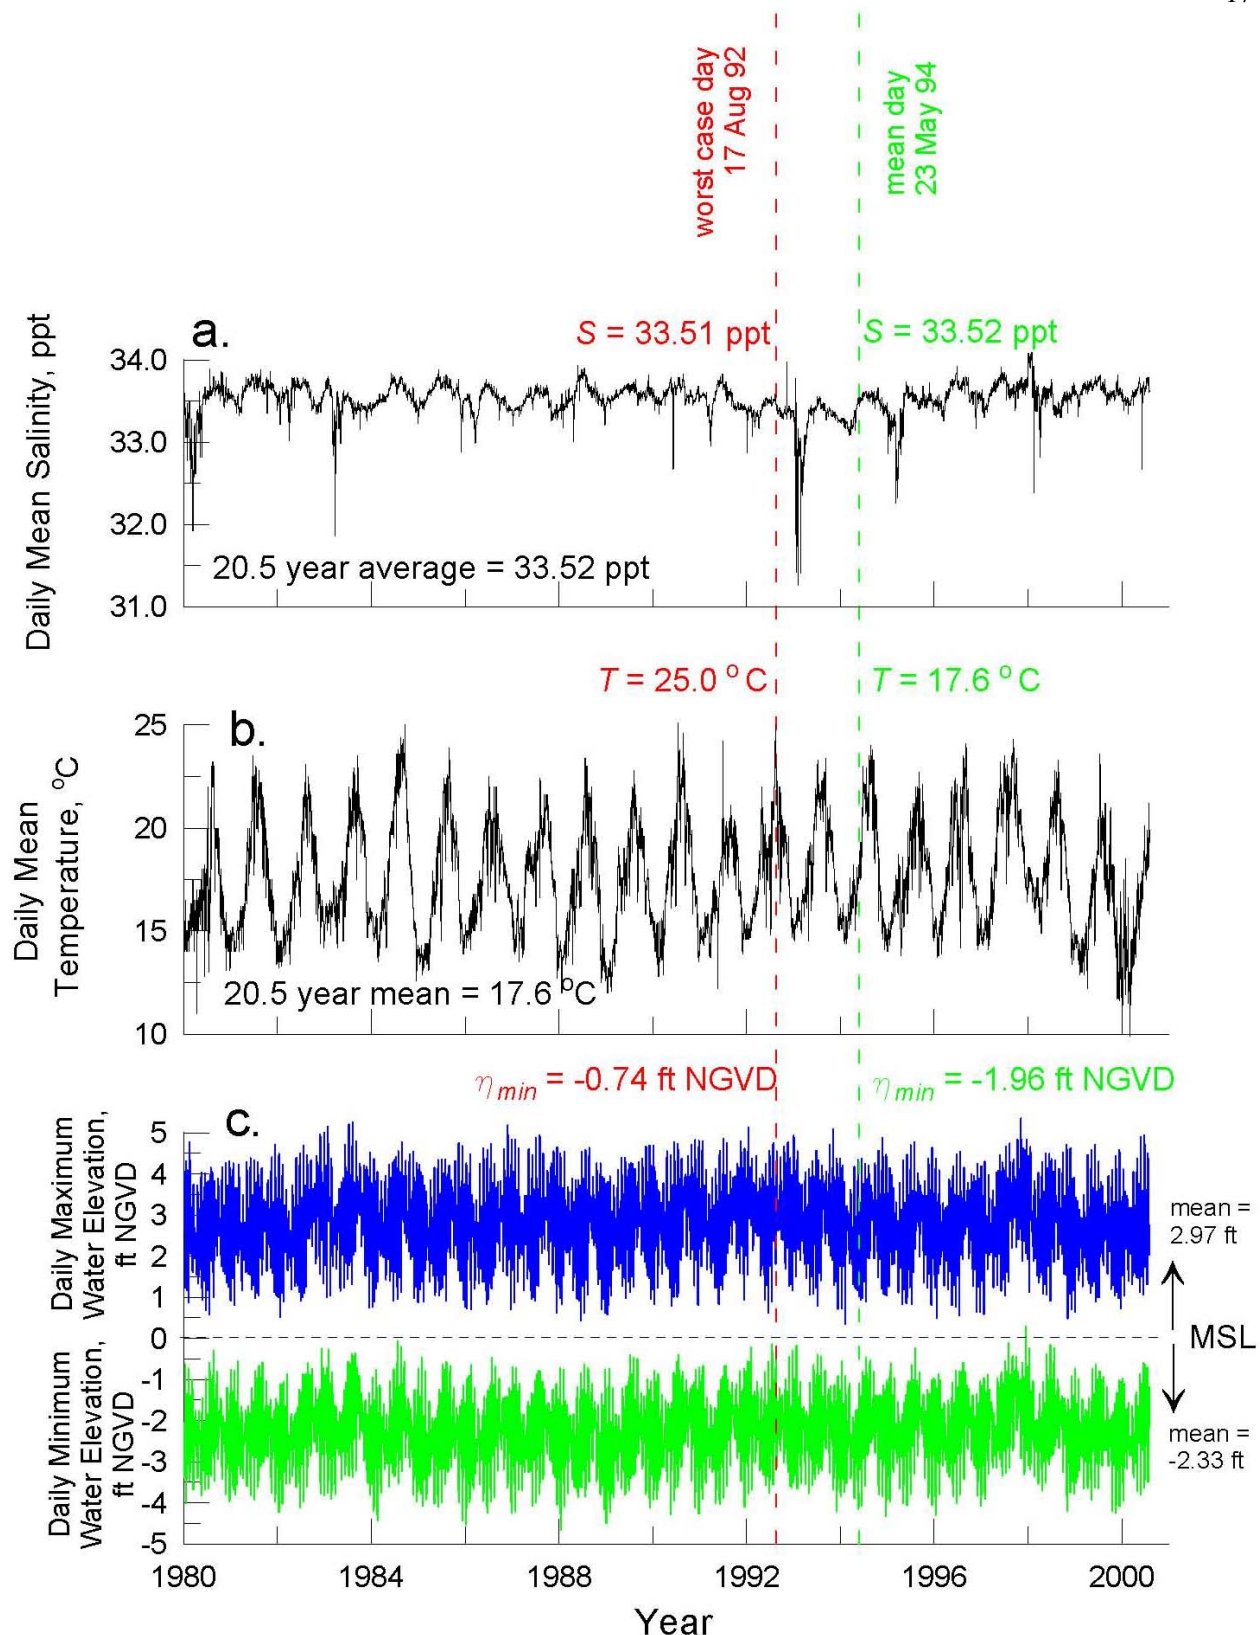 worst case day
17 Aug 92
mean day
23 May 94
a.
S = 33.51 ppt
S = 33.52 ppt
Daily Mean Salinity, ppt
34.0
33.0
32.0
31.0
20.5 year average = 33.52 ppt
T = 25.0 °C
T = 17.6 °C
b.
Daily Mean
Temperature, °C
25
20
15
10
20.5 year mean = 17.6 °C
ηmin = -0.74 ft NGVD
ηmin = -1.96 ft NGVD
c.
Daily Maximum
Water Elevation,
ft NGVD
5
4
3
2
1
0
mean =
2.97 ft
MSL
Daily Minimum
Water Elevation,
ft NGVD
-1
-2
-3
-4
-5
mean =
-2.33 ft
1980
1984
1988
1992
1996
2000
Year